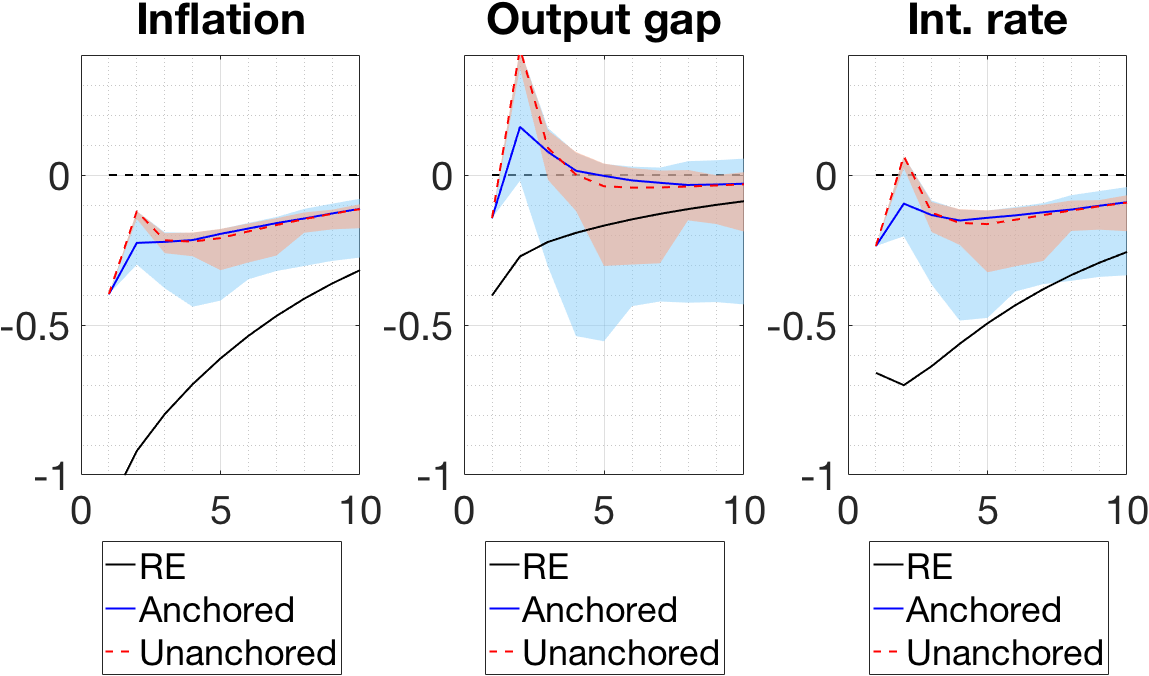 Inflation
0
-0.5
-1
0 5 10
RE
Anchored
Unanchored
Output gap
0
-0.5
-1
0 5 10
RE
Anchored
Unanchored
Int. rate
0
-0.5
-1
0 5 10
RE
Anchored
Unanchored